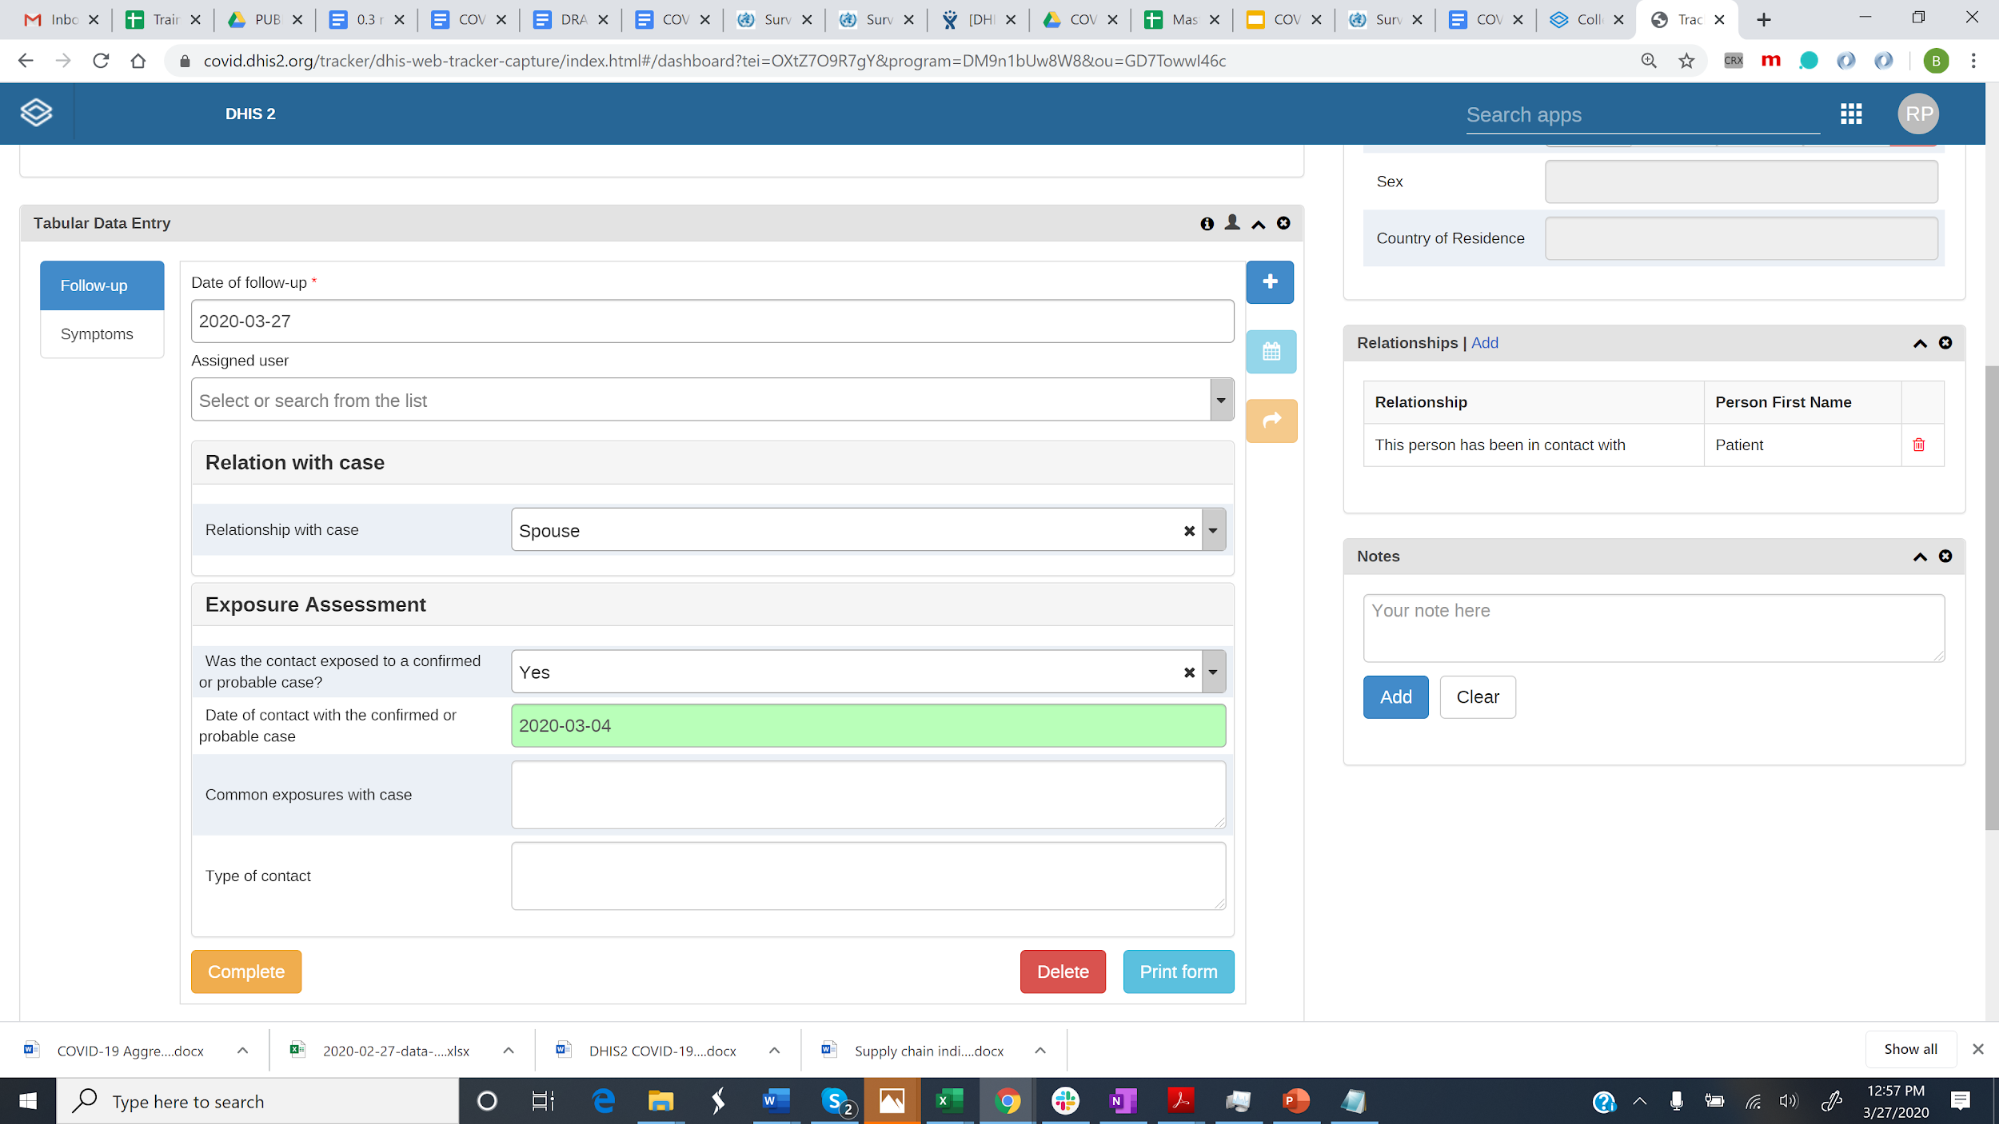 Inbo
Trair
PUB
0.3 r
COV
DRA
COV
Surv
Surv
[DHI
COV
Mas
COV
Surv
COV
Coll
Trac
covid.dhis2.org/tracker/dhis-web-tracker-capture/index.html#/dashboard?tei=OXtZ7O9R7gY&program=DM9n1bUw8W8&ou=GD7TowwI46c
CRX
m
B
DHIS 2
Search apps
RP
Sex
Country of Residence
Tabular Data Entry
Follow-up
Symptoms
Date of follow-up *
2020-03-27
Assigned user
Select or search from the list
Relation with case
Relationship with case
Spouse
Exposure Assessment
Was the contact exposed to a confirmed
or probable case?
Yes
Date of contact with the confirmed or
probable case
2020-03-04
Common exposures with case
Type of contact
Complete
Delete
Print form
Relationships | Add
Relationship
Person First Name
This person has been in contact with
Patient
Notes
Your note here
Add
Clear
COVID-19 Aggre....docx
2020-02-27-data-....xlsx
DHIS2 COVID-19....docx
Supply chain indi....docx
Show all
Type here to search
2
12:57 PM
3/27/2020